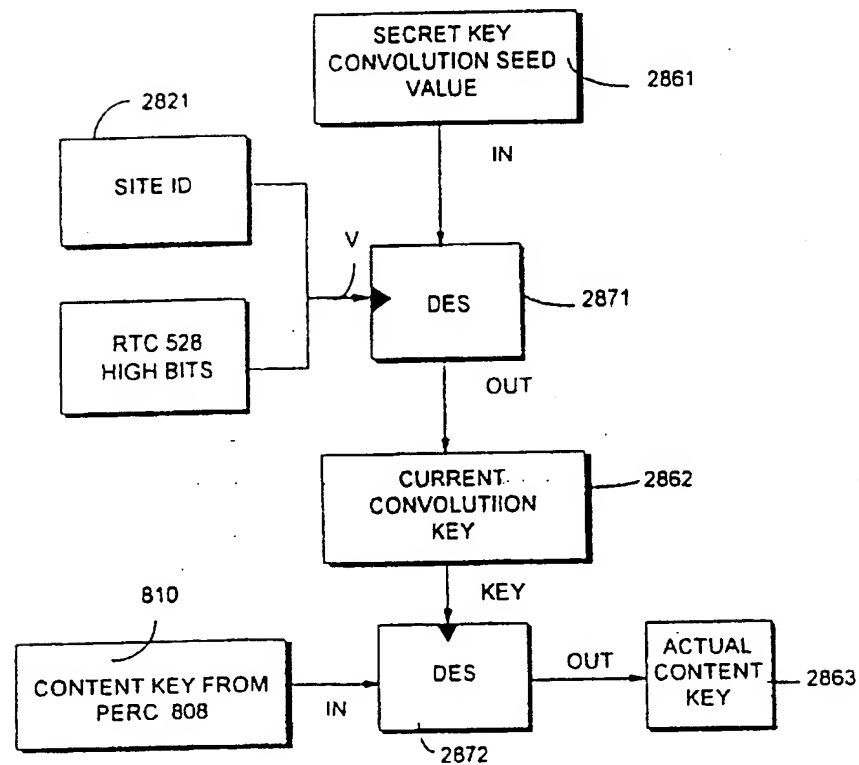 SECRET KEY
CONVOLUTION SEED
VALUE
2861
2821
IN
SITE ID
V
DES
2871
RTC 528
HIGH BITS
OUT
CURRENT
CONVOLUTIION
KEY
2862
KEY
810
CONTENT KEY FROM
PERC 808
IN
DES
OUT
ACTUAL
CONTENT
KEY
2863
2872